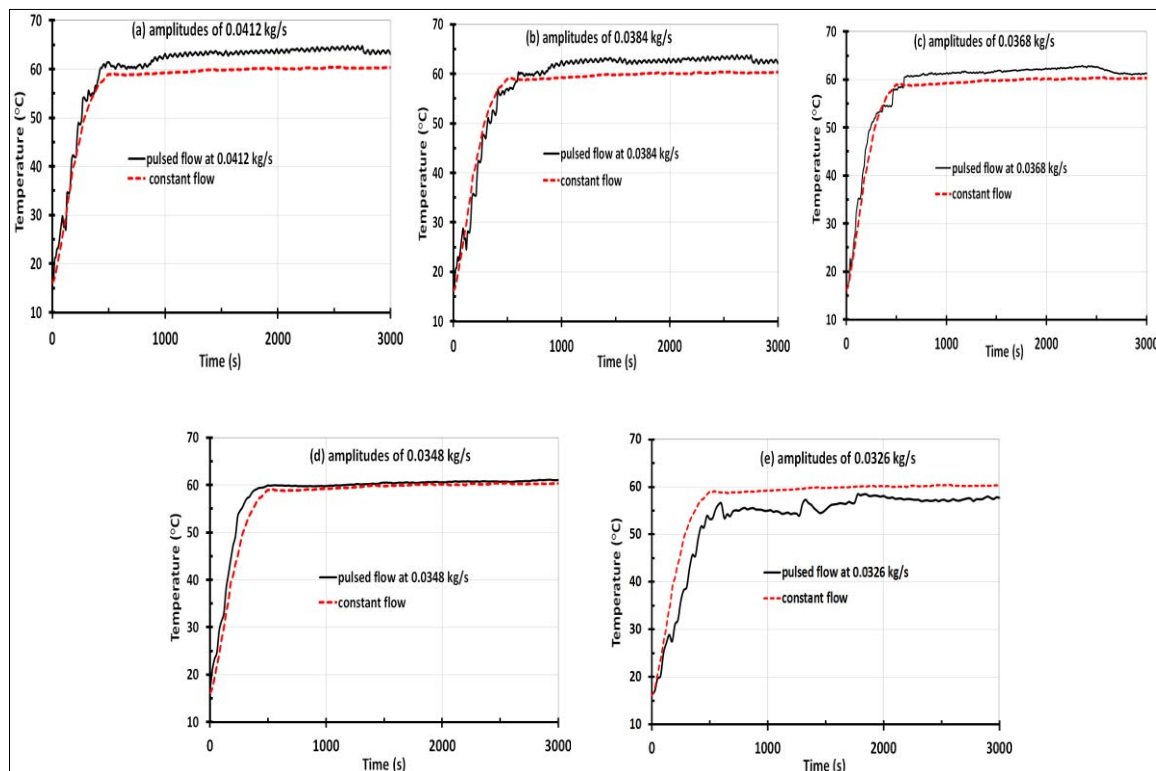 (a) amplitudes of 0.0412 kg/s
Temperature (°C)
70
60
50
40
30
20
10
pulsed flow at 0.0412 kg/s
constant flow
0
1000
2000
3000
Time (s)
(b) amplitudes of 0.0384 kg/s
Temperature (°C)
70
60
50
40
30
20
10
pulsed flow at 0.0384 kg/s
constant flow
0
1000
2000
3000
Time (s)
(c) amplitudes of 0.0368 kg/s
Temperature (°C)
70
60
50
40
30
20
10
pulsed flow at 0.0368 kg/s
constant flow
0
1000
2000
3000
Time (s)
(d) amplitudes of 0.0348 kg/s
Temperature (°C)
70
60
50
40
30
20
10
pulsed flow at 0.0348 kg/s
constant flow
0
1000
2000
3000
Time (s)
(e) amplitudes of 0.0326 kg/s
Temperature (°C)
70
60
50
40
30
20
10
pulsed flow at 0.0326 kg/s
constant flow
0
1000
2000
3000
Time (s)